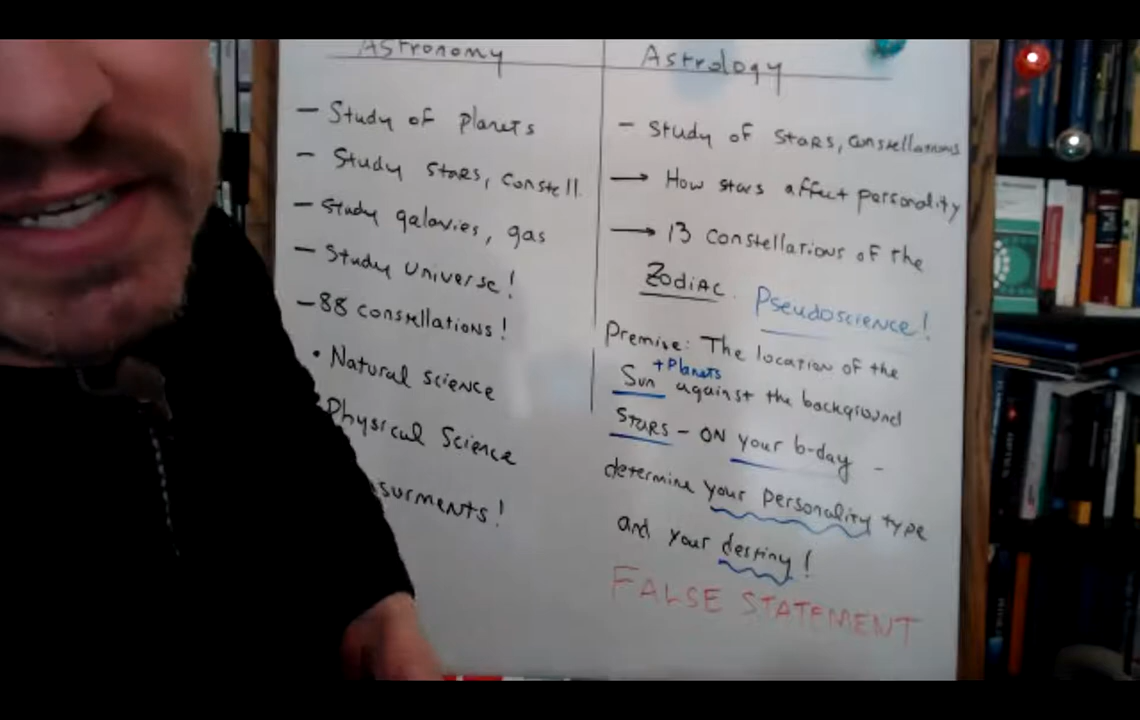 Astronomy
- Study of planets
- Study stars, constell.
- Study galaxies, gas
- Study Universe!
- 88 constellations!
• Natural science
• Physical Science
surments!
Astrology
- Study of stars, constellations
→ How stars affect personality
→ 13 constellations of the
Zodiac. Pseudoscience!
Premise: The location of the
+ Planets
Sun against the background
Stars - ON your b-day -
determine your personality type
and your destiny!
FALSE STATEMENT